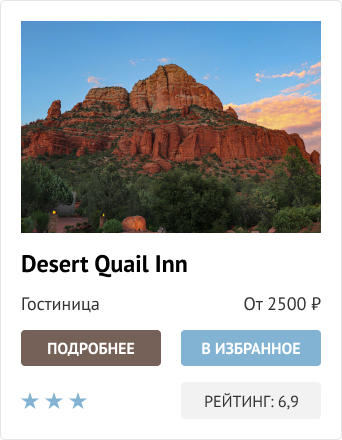 Desert Quail Inn
Гостиница От 2500 ₽
ПОДРОБНЕЕ В ИЗБРАННОЕ
РЕЙТИНГ: 6,9